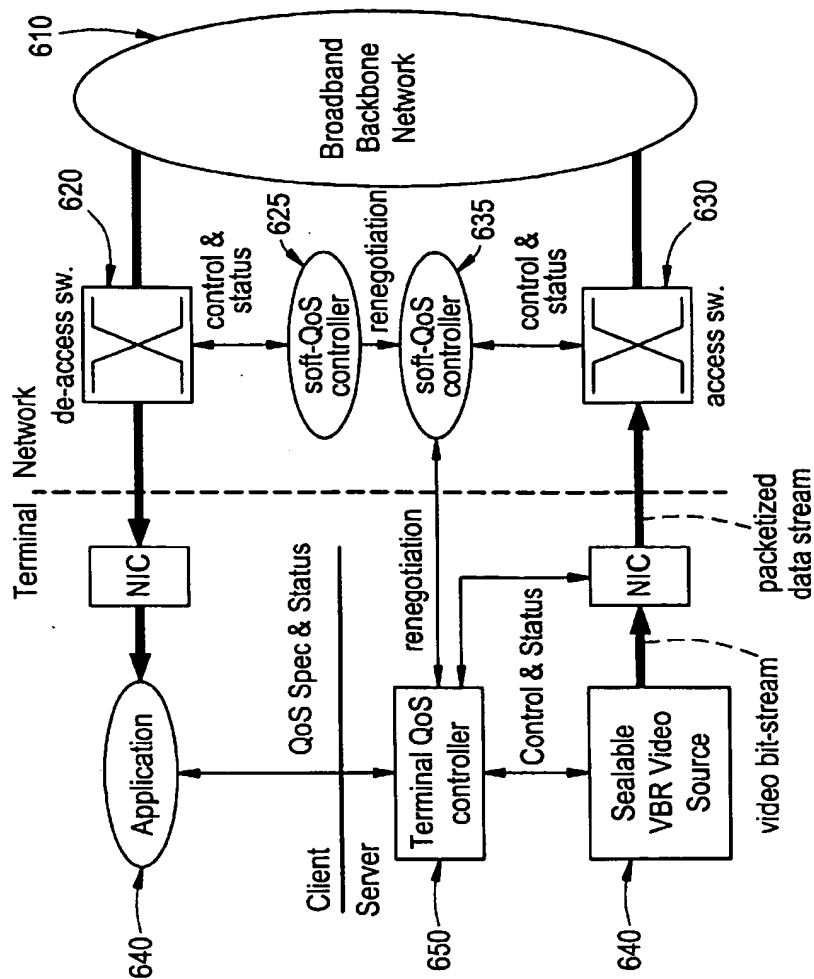 610
Broadband
Backbone
Network
620
de-access sw.
control &
status
625
soft-QoS
controller
renegotiation
635
soft-QoS
controller
control &
status
630
access sw.
Terminal
Network
NIC
Application
640
QoS Spec & Status
Client
Server
renegotiation
Terminal QoS
controller
650
Control & Status
NIC
packetized
data stream
Sealable
VBR Video
Source
640
video bit-stream